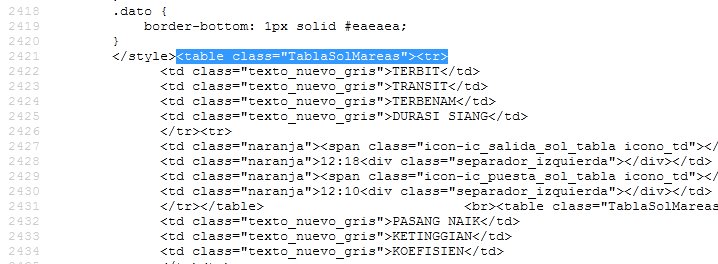 2418 .dato {
2419 border-bottom: 1px solid #eaeaea;
2420 }
2421 </style><table class="TablaSolMareas"><tr>
2422 <td class="texto_nuevo_gris">TERBIT</td>
2423 <td class="texto_nuevo_gris">TRANSIT</td>
2424 <td class="texto_nuevo_gris">TERBENAM</td>
2425 <td class="texto_nuevo_gris">DURASI SIANG</td>
2426 </tr><tr>
2427 <td class="naranja"><span class="icon-ic_salida_sol_tabla icono_td"></
2428 <td class="naranja">12:18<div class="separador_izquierda"></div></td>
2429 <td class="naranja"><span class="icon-ic_puesta_sol_tabla icono_td"></
2430 <td class="naranja">12:10<div class="separador_izquierda"></div></td>
2431 </tr></table> <br><table class="TablaSolMareas
2432 <td class="texto_nuevo_gris">PASANG NAIK</td>
2433 <td class="texto_nuevo_gris">KETINGGIAN</td>
2434 <td class="texto_nuevo_gris">KOEFISIEN</td>